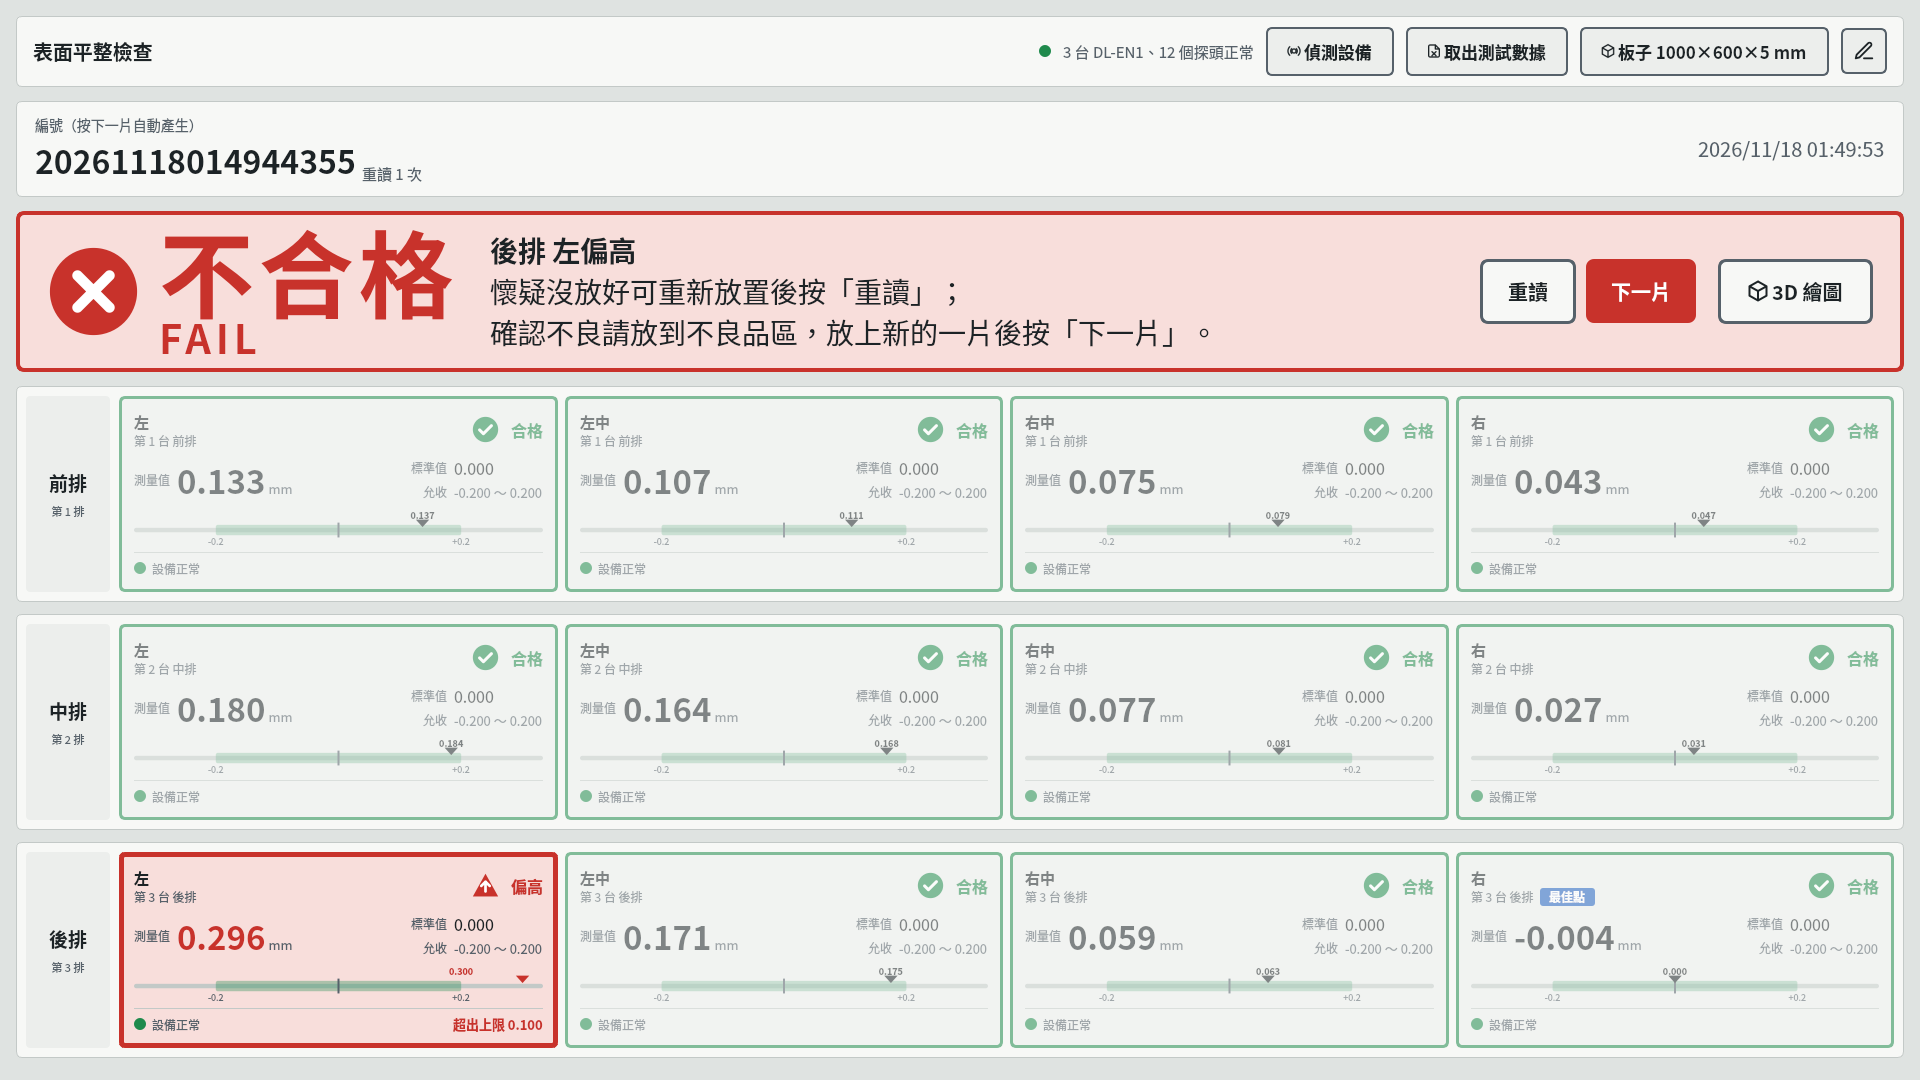 表面平整檢查
3 台 DL-EN1、12 個探頭正常
偵測設備
取出測試數據
板子 1000×600×5 mm
編號（按下一片自動產生）
20261118014944355 重讀 1 次
2026/11/18 01:49:53
不合格
FAIL
後排 左偏高
懷疑沒放好可重新放置後按「重讀」；
確認不良請放到不良品區，放上新的一片後按「下一片」。
重讀
下一片
3D 繪圖
前排
第 1 排
左
第 1 台 前排
合格
測量值 0.133 mm
標準值 0.000
允收 -0.200 ～ 0.200
0.137
-0.2 +0.2
設備正常
左中
第 1 台 前排
合格
測量值 0.107 mm
標準值 0.000
允收 -0.200 ～ 0.200
0.111
-0.2 +0.2
設備正常
右中
第 1 台 前排
合格
測量值 0.075 mm
標準值 0.000
允收 -0.200 ～ 0.200
0.079
-0.2 +0.2
設備正常
右
第 1 台 前排
合格
測量值 0.043 mm
標準值 0.000
允收 -0.200 ～ 0.200
0.047
-0.2 +0.2
設備正常
中排
第 2 排
左
第 2 台 中排
合格
測量值 0.180 mm
標準值 0.000
允收 -0.200 ～ 0.200
0.184
-0.2 +0.2
設備正常
左中
第 2 台 中排
合格
測量值 0.164 mm
標準值 0.000
允收 -0.200 ～ 0.200
0.168
-0.2 +0.2
設備正常
右中
第 2 台 中排
合格
測量值 0.077 mm
標準值 0.000
允收 -0.200 ～ 0.200
0.081
-0.2 +0.2
設備正常
右
第 2 台 中排
合格
測量值 0.027 mm
標準值 0.000
允收 -0.200 ～ 0.200
0.031
-0.2 +0.2
設備正常
後排
第 3 排
左
第 3 台 後排
偏高
測量值 0.296 mm
標準值 0.000
允收 -0.200 ～ 0.200
0.300
-0.2 +0.2
設備正常
超出上限 0.100
左中
第 3 台 後排
合格
測量值 0.171 mm
標準值 0.000
允收 -0.200 ～ 0.200
0.175
-0.2 +0.2
設備正常
右中
第 3 台 後排
合格
測量值 0.059 mm
標準值 0.000
允收 -0.200 ～ 0.200
0.063
-0.2 +0.2
設備正常
右
第 3 台 後排 最佳點
合格
測量值 -0.004 mm
標準值 0.000
允收 -0.200 ～ 0.200
0.000
-0.2 +0.2
設備正常